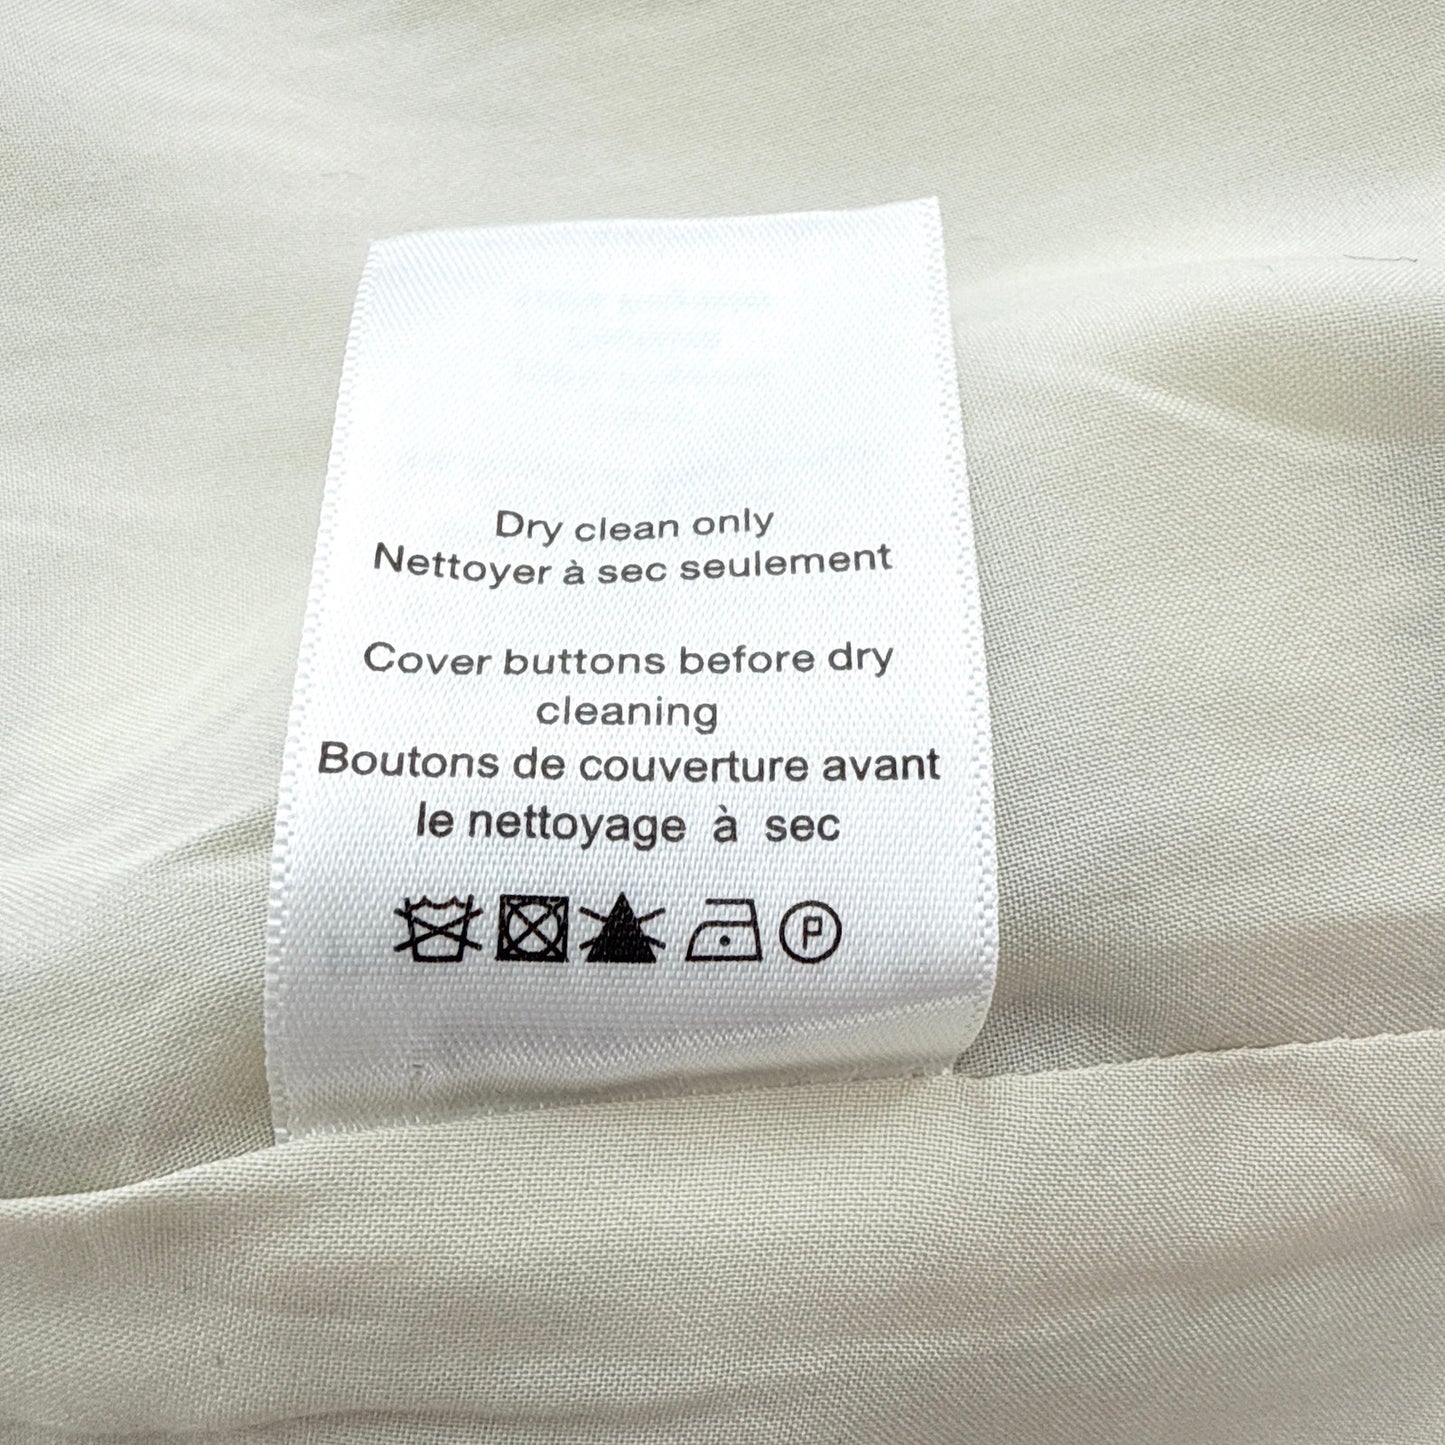 Dry clean only
Nettoyer à sec seulement
Cover buttons before dry
cleaning
Boutons de couverture avant
le nettoyage à sec
P